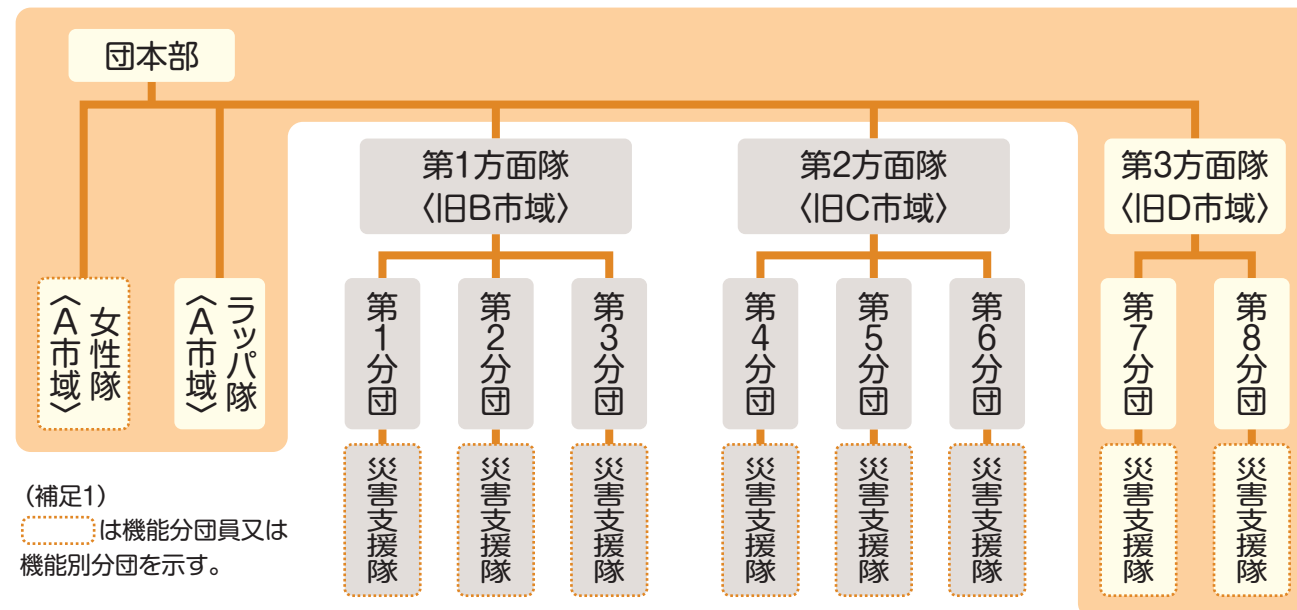 団本部
第1方面隊
〈旧B市域〉
第2方面隊
〈旧C市域〉
第3方面隊
〈旧D市域〉
女性隊
〈A市域〉
ラッパ隊
〈A市域〉
第1分団
第2分団
第3分団
第4分団
第5分団
第6分団
第7分団
第8分団
災害支援隊
災害支援隊
災害支援隊
災害支援隊
災害支援隊
災害支援隊
災害支援隊
災害支援隊
(補足1)
は機能分団員又は
機能別分団を示す。